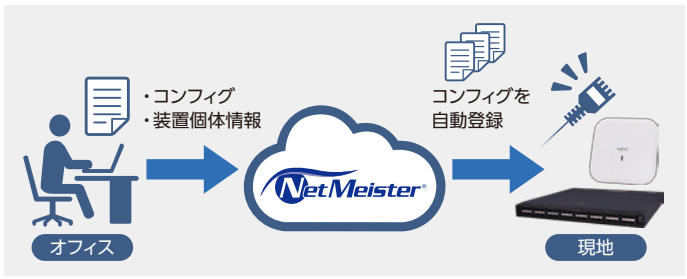 ・コンフィグ
・装置個体情報
コンフィグを
自動登録
NetMeister®
オフィス
現地